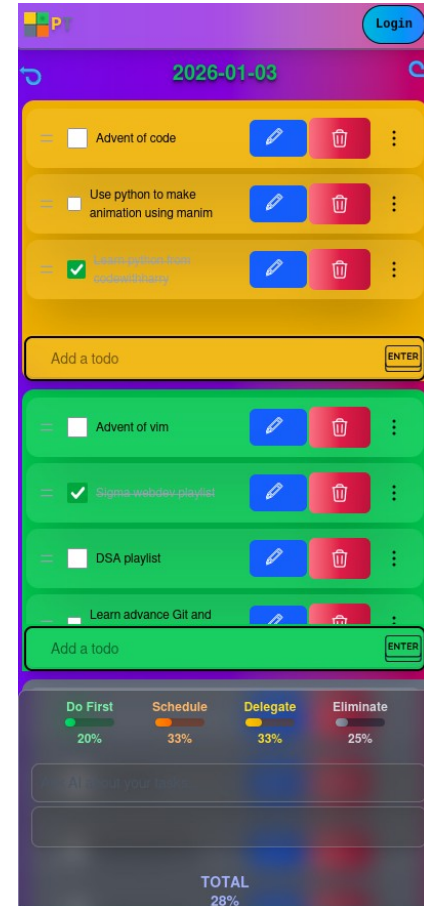 Login
2026-01-03
Advent of code
Use python to make
animation using manim
Learn python from
codewithharry
Add a todo
ENTER
Advent of vim
Sigma webdev playlist
DSA playlist
Learn advance Git and
Add a todo
ENTER
Do First Schedule Delegate Eliminate
20% 33% 33% 25%
TOTAL
28%